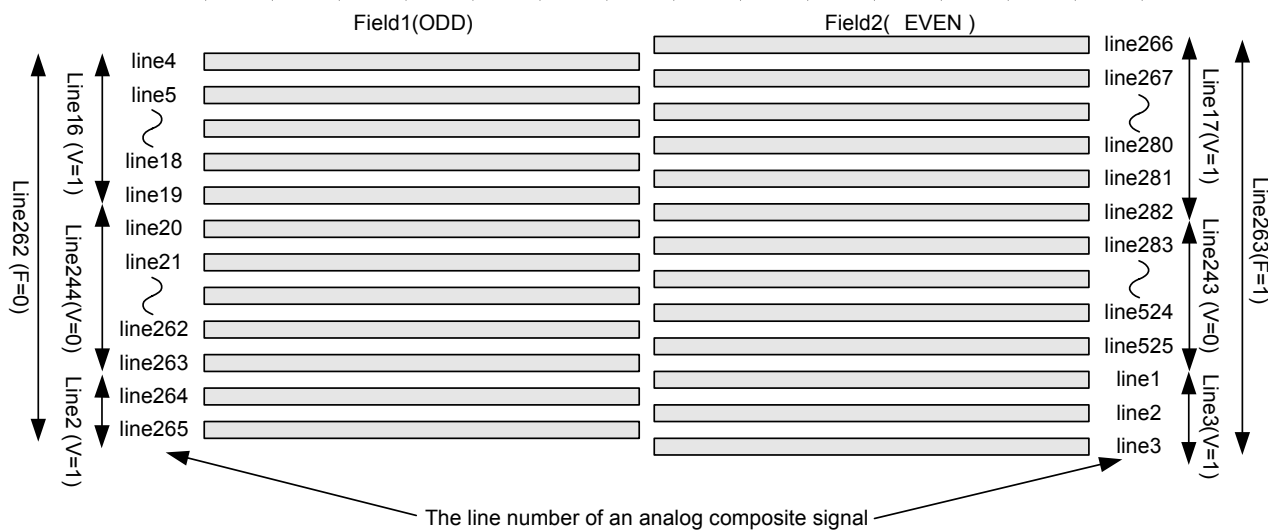 Field1(ODD)
Field2( EVEN )
line4
line5
line18
line19
line20
line21
line262
line263
line264
line265
Line16 (V=1)
Line244(V=0)
Line2 (V=1)
Line262 (F=0)
line266
line267
line280
line281
line282
line283
line524
line525
line1
line2
line3
Line17(V=1)
Line243 (V=0)
Line3(V=1)
Line263(F=1)
The line number of an analog composite signal